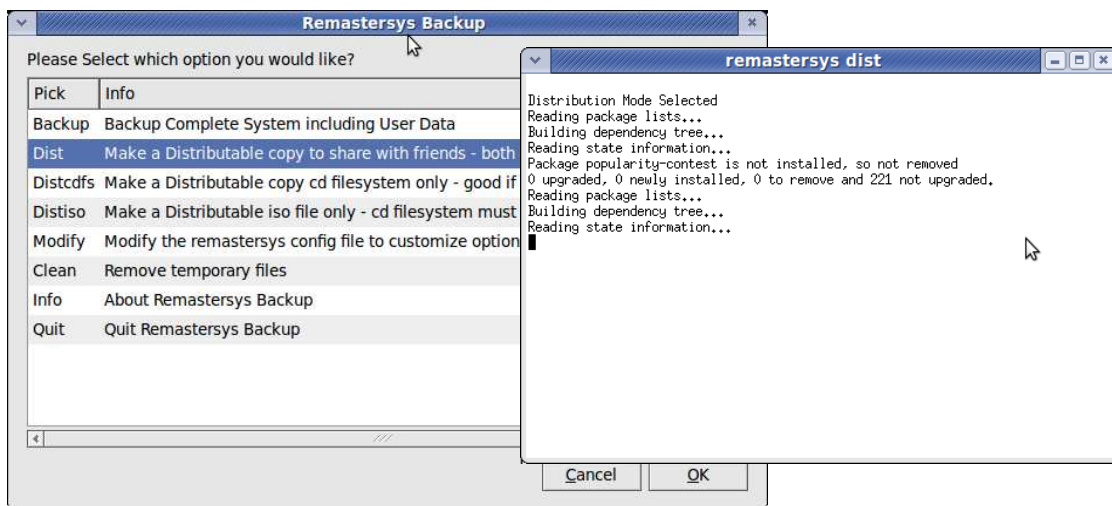 Remastersys Backup
Please Select which option you would like?
Pick Info
Backup Backup Complete System including User Data
Dist Make a Distributable copy to share with friends - both
Distcdfs Make a Distributable copy cd filesystem only - good if
Distiso Make a Distributable iso file only - cd filesystem must
Modify Modify the remastersys config file to customize option
Clean Remove temporary files
Info About Remastersys Backup
Quit Quit Remastersys Backup
Cancel OK
remastersys dist
Distribution Mode Selected
Reading package lists...
Building dependency tree...
Reading state information...
Package popularity-contest is not installed, so not removed
0 upgraded, 0 newly installed, 0 to remove and 221 not upgraded.
Reading package lists...
Building dependency tree...
Reading state information...